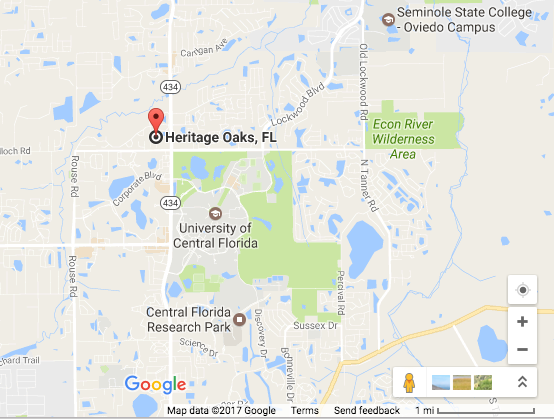 Seminole State College
- Oviedo Campus
Canigan Ave
434
Old Lockwood Rd
Lockwood Blvd
Heritage Oaks, FL
Econ River
Wilderness
Area
lloch Rd
Rouse Rd
Corporate Blvd
N Tanner Rd
434
University of
Central Florida
Rouse Rd
Percival Rd
Central Florida
Research Park
Discovery Dr
Sussex Dr
Science Dr
Bonneville Dr
hard Trail
Google
Map data ©2017 Google
Terms
Send feedback
1 mi